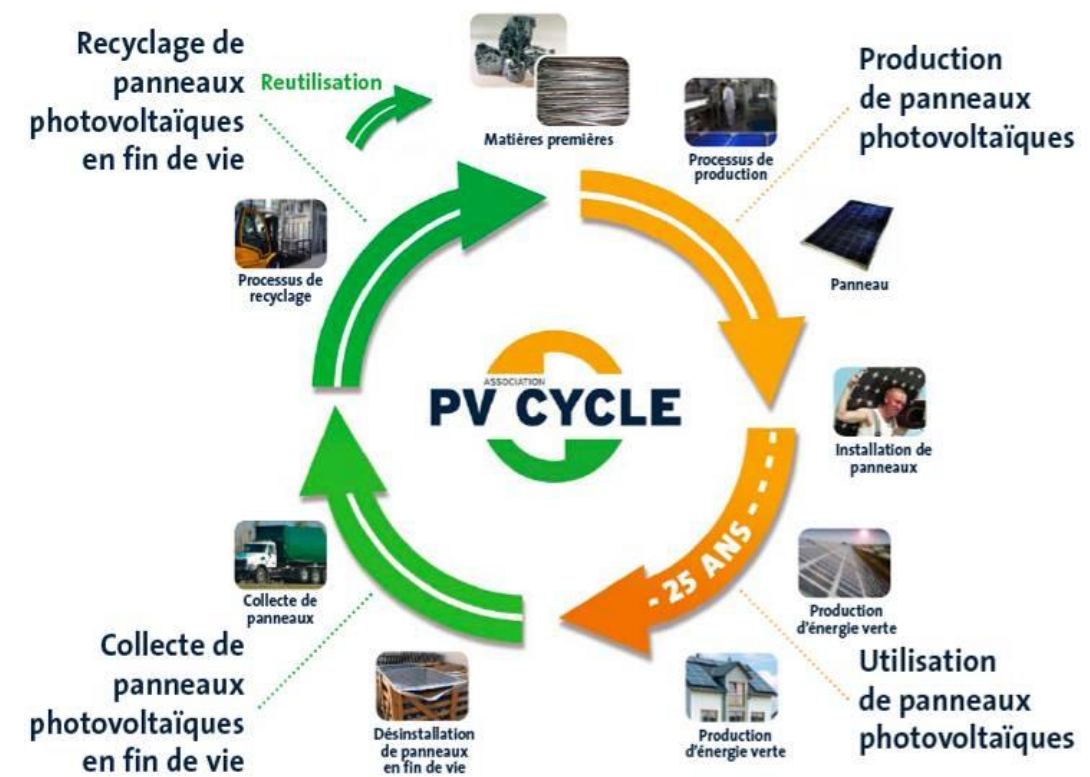 Recyclage de
panneaux
photovoltaïques
en fin de vie
Reutilisation
Matières premières
Processus de
production
Production
de panneaux
photovoltaïques
Processus de
recyclage
Panneau
ASSOCIATION
PV CYCLE
Installation de
panneaux
- 25 ANS -
Collecte de
panneaux
Production
d'énergie verte
Collecte de
panneaux
photovoltaïques
en fin de vie
Désinstallation
de panneaux
en fin de vie
Production
d'énergie verte
Utilisation
de panneaux
photovoltaïques